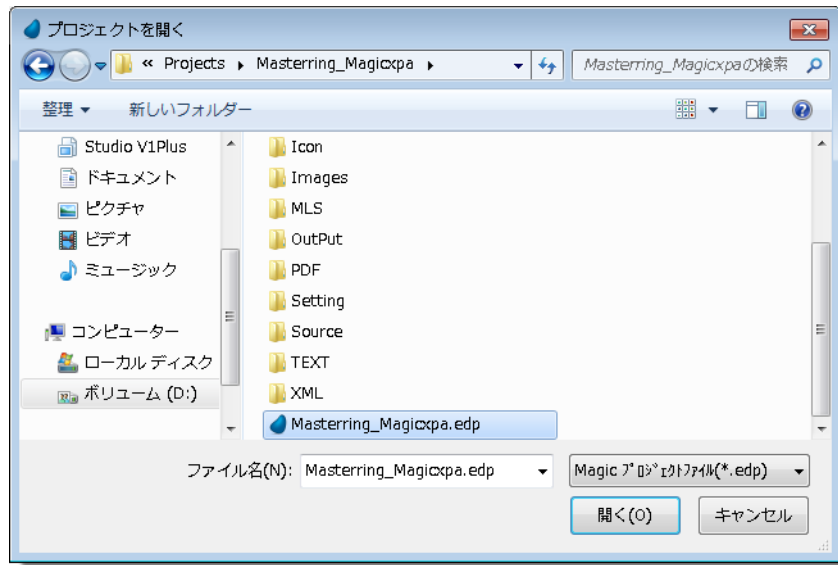 プロジェクトを開く
« Projects ▸ Masterring_Magicxpa ▸
Masterring_Magicxpaの検索
整理 ▼ 新しいフォルダー
Studio V1Plus
ドキュメント
ピクチャ
ビデオ
ミュージック
コンピューター
ローカル ディスク
ボリューム (D:)
Icon
Images
MLS
OutPut
PDF
Setting
Source
TEXT
XML
Masterring_Magicxpa.edp
ファイル名(N): Masterring_Magicxpa.edp
Magic ﾌﾟﾛｼﾞｪｸﾄﾌｧｲﾙ(*.edp)
開く(O) キャンセル